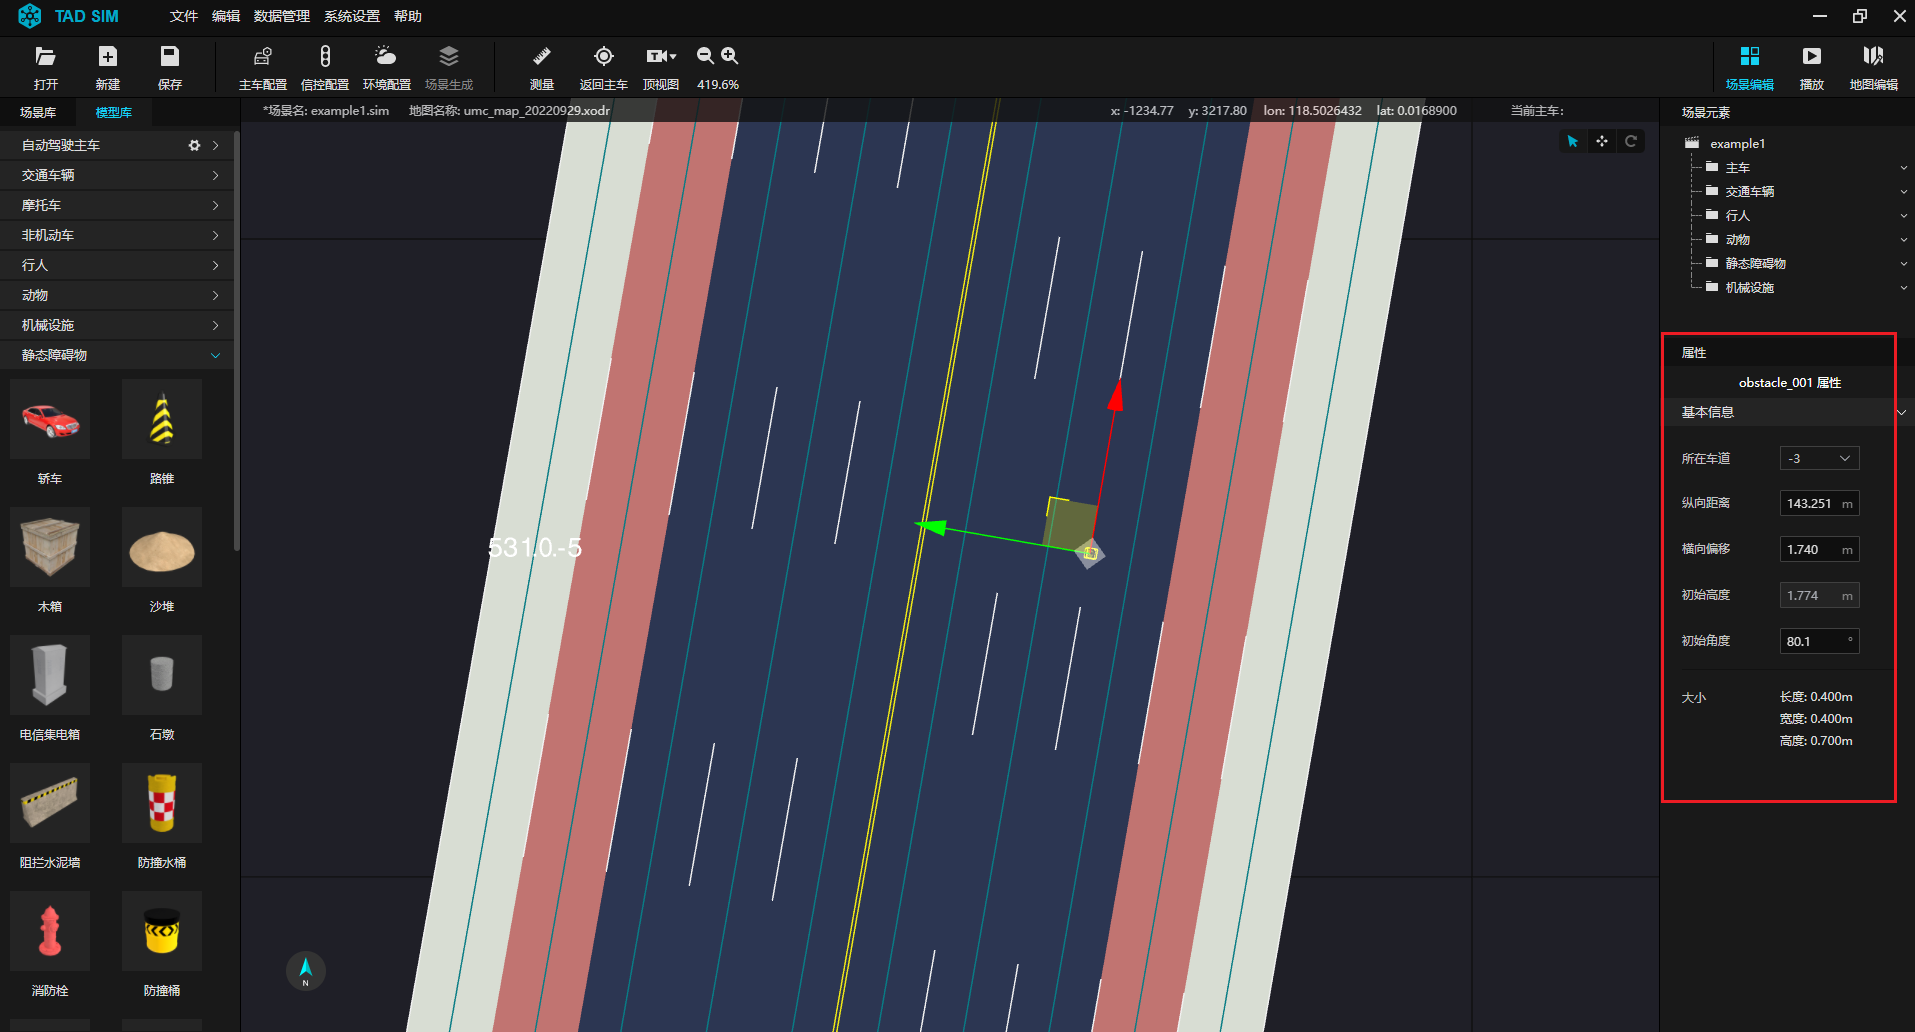 TAD SIM
文件 编辑 数据管理 系统设置 帮助
打开 新建 保存 主车配置 信控配置 环境配置 场景生成 测量 返回主车 顶视图 419.6% 场景编辑 播放 地图编辑
场景库 模型库
*场景名: example1.sim 地图名称: umc_map_20220929.xodr x: -1234.77 y: 3217.80 lon: 118.5026432 lat: 0.0168900 当前主车:
自动驾驶主车
交通车辆
摩托车
非机动车
行人
动物
机械设施
静态障碍物
轿车 路锥
木箱 沙堆
电信集电箱 石墩
阻拦水泥墙 防撞水桶
消防栓 防撞桶
531.0.-5
N
场景元素
example1
主车
交通车辆
行人
动物
静态障碍物
机械设施
属性
obstacle_001 属性
基本信息
所在车道 -3
纵向距离 143.251 m
横向偏移 1.740 m
初始高度 1.774 m
初始角度 80.1 °
大小 长度: 0.400m
宽度: 0.400m
高度: 0.700m